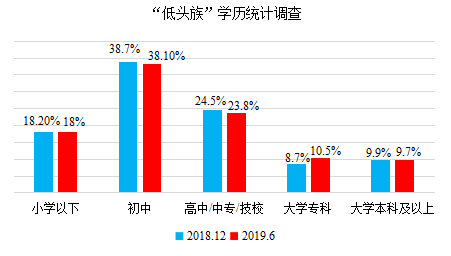 “低头族”学历统计调查
38.7%
38.10%
24.5%
23.8%
18.20%
18%
8.7%
10.5%
9.9%
9.7%
小学以下
初中
高中/中专/技校
大学专科
大学本科及以上
2018.12
2019.6